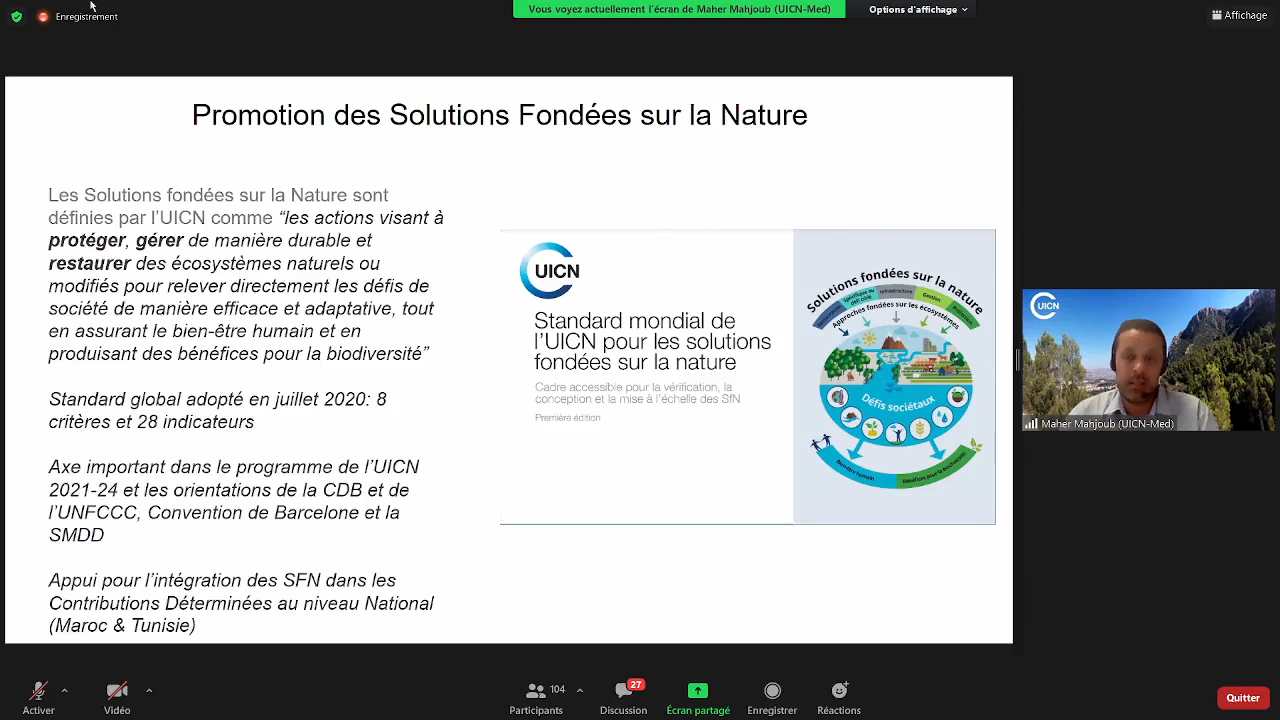 Enregistrement
Vous voyez actuellement l'écran de Maher Mahjoub (UICN-Med)
Options d'affichage
Affichage
Promotion des Solutions Fondées sur la Nature
Les Solutions fondées sur la Nature sont
définies par l'UICN comme “les actions visant à
protéger, gérer de manière durable et
restaurer des écosystèmes naturels ou
modifiés pour relever directement les défis de
société de manière efficace et adaptative, tout
en assurant le bien-être humain et en
produisant des bénéfices pour la biodiversité”
Standard global adopté en juillet 2020: 8
critères et 28 indicateurs
Axe important dans le programme de l'UICN
2021-24 et les orientations de la CDB et de
l'UNFCCC, Convention de Barcelone et la
SMDD
Appui pour l'intégration des SFN dans les
Contributions Déterminées au niveau National
(Maroc & Tunisie)
UICN
Standard mondial de
l'UICN pour les solutions
fondées sur la nature
Cadre accessible pour la vérification, la
conception et la mise à l'échelle des SfN
Première édition
Solutions fondées sur la nature
Infrastructure
Gestion
Approches fondées sur les écosystèmes
Défis sociétaux
Bien-être humain
Bénéfices pour la biodiversité
UICN
Maher Mahjoub (UICN-Med)
Activer
Vidéo
104
Participants
27
Discussion
Écran partagé
Enregistrer
Réactions
Quitter